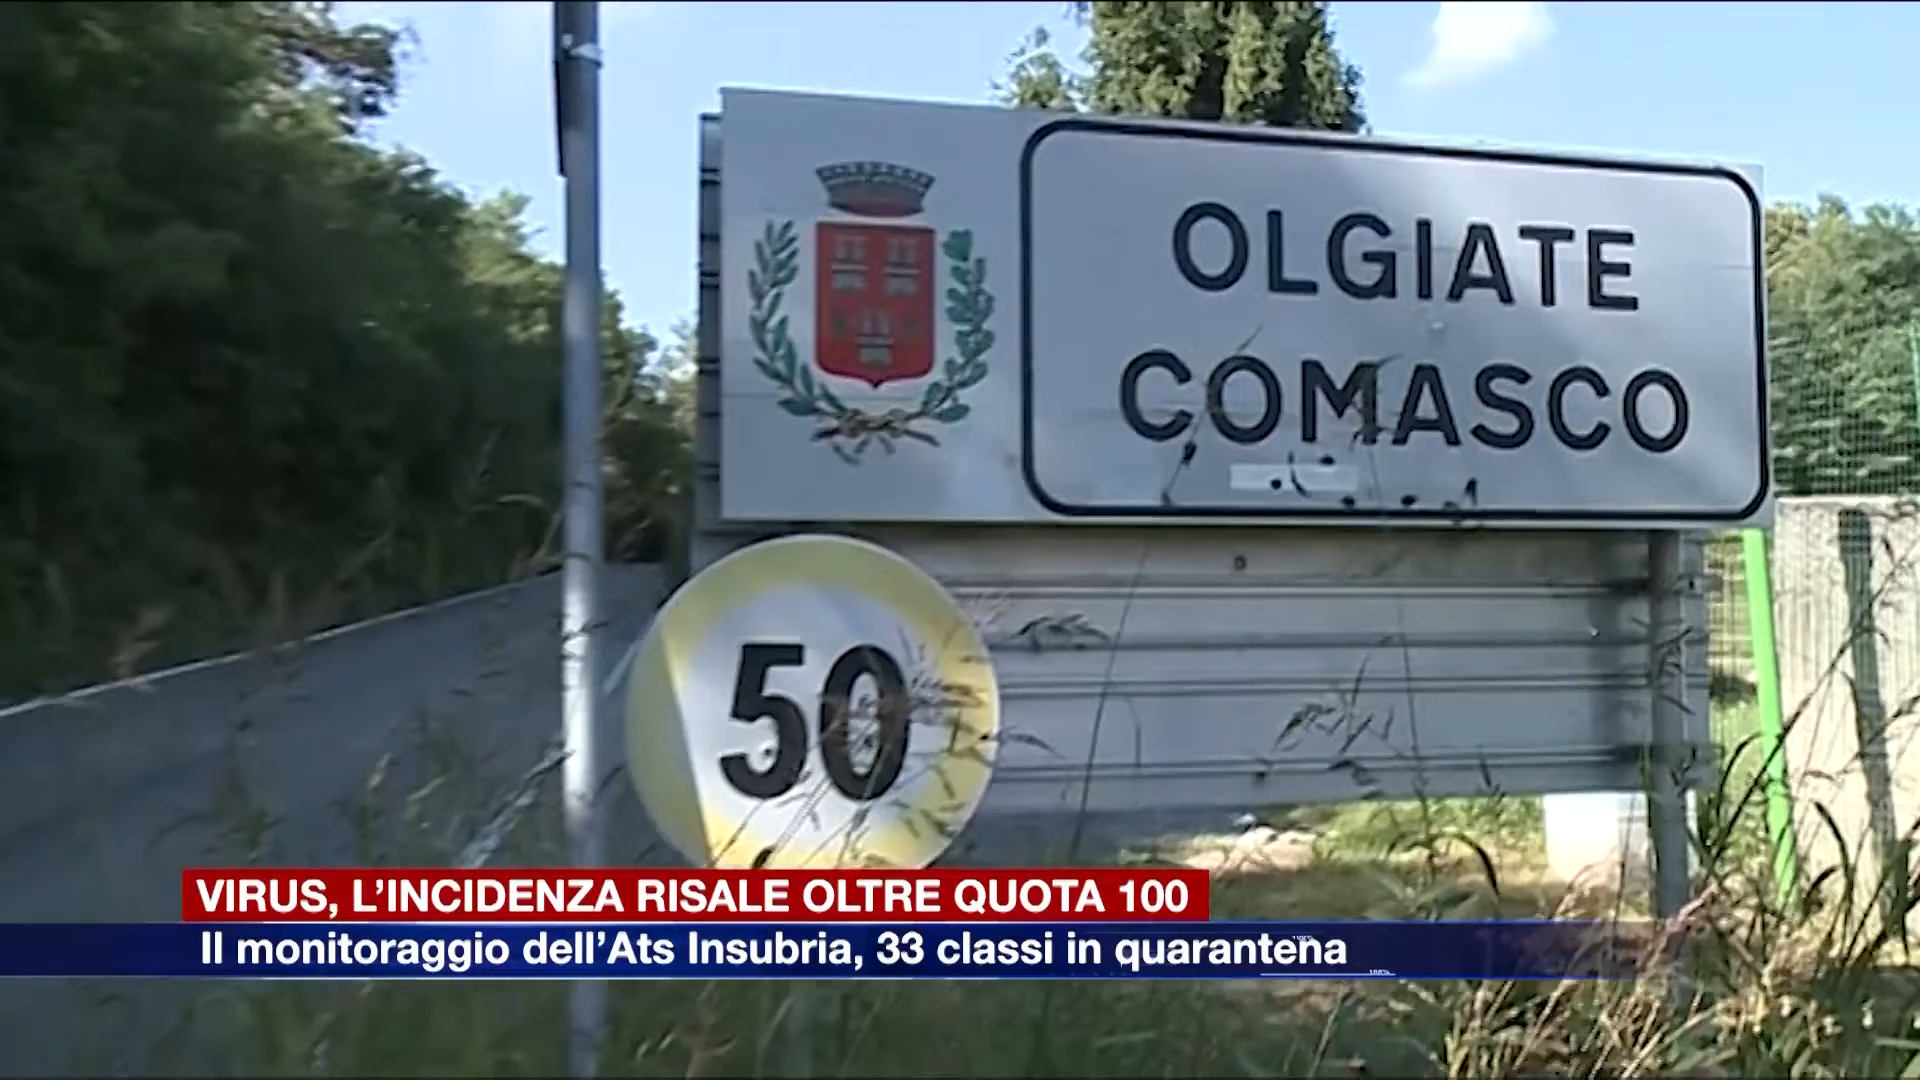 OLGIATE
COMASCO
50
VIRUS, L'INCIDENZA RISALE OLTRE QUOTA 100
Il monitoraggio dell'Ats Insubria, 33 classi in quarantena